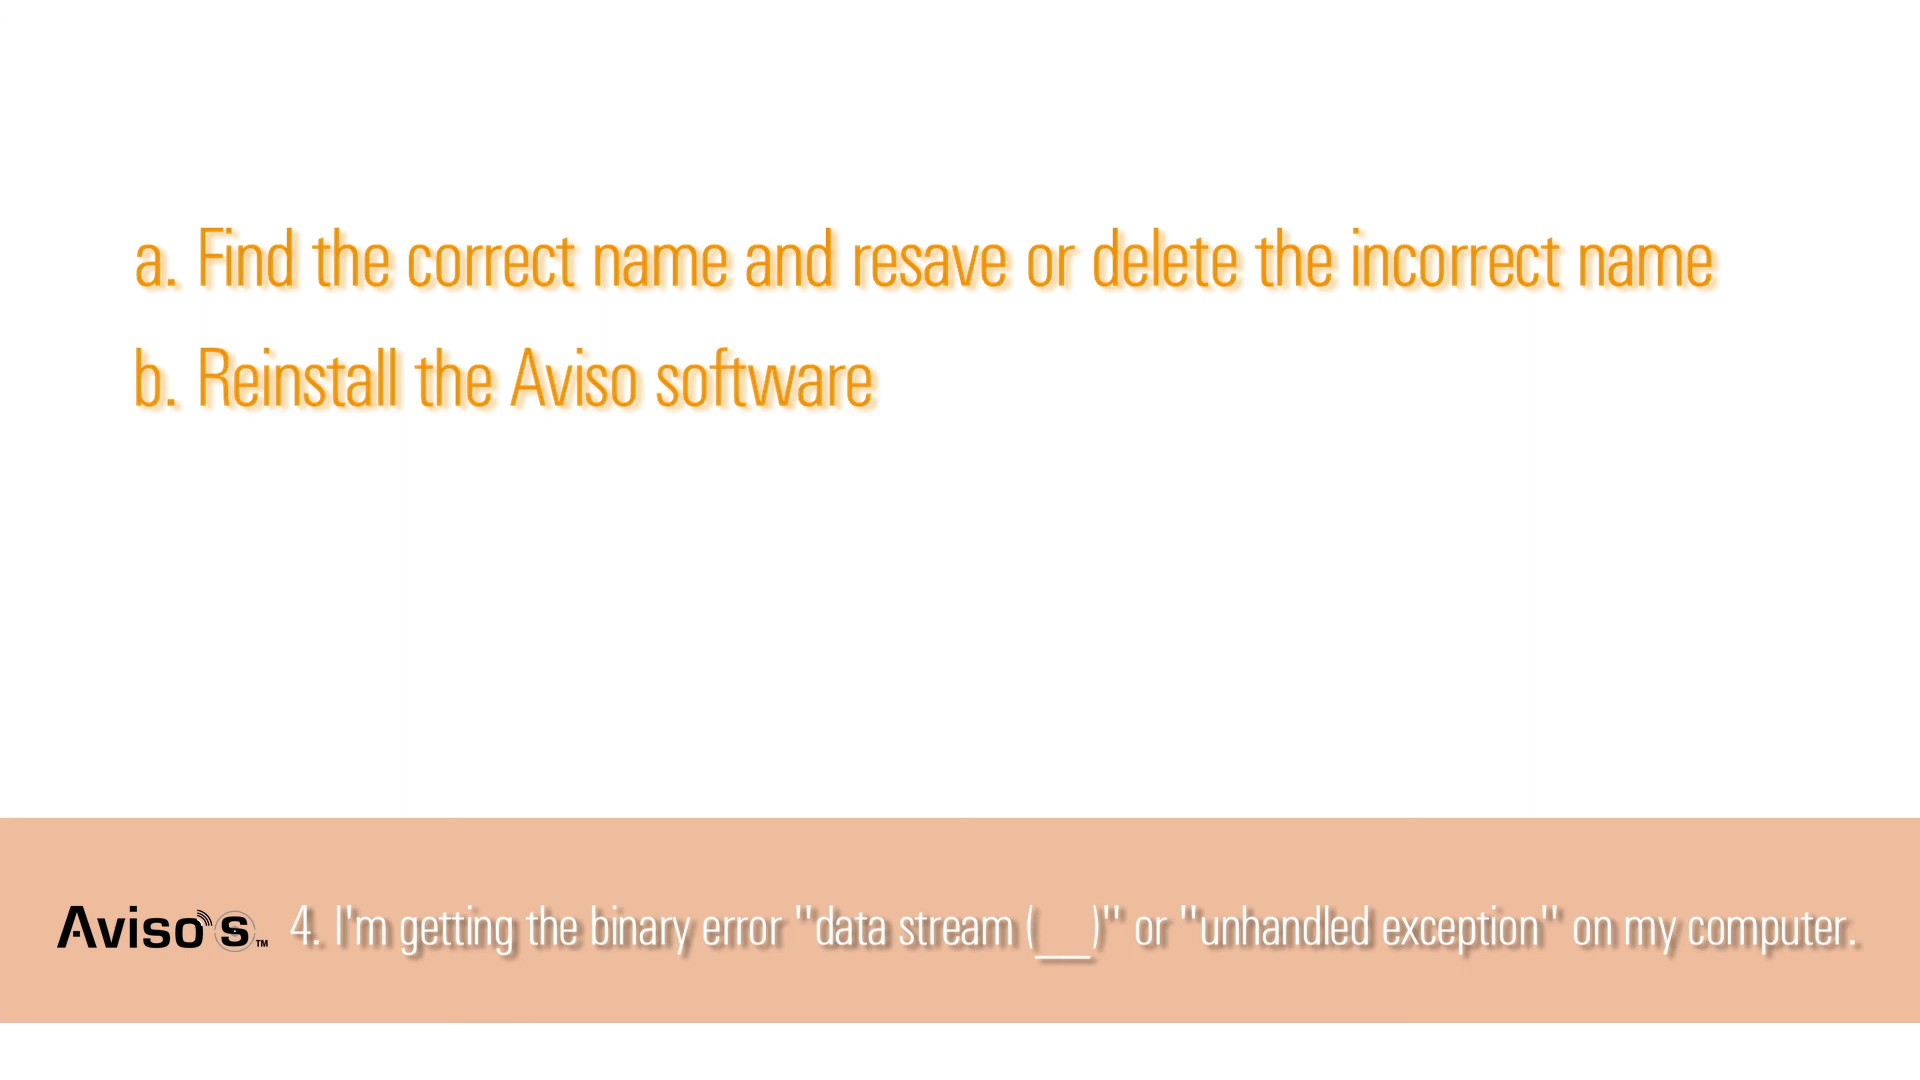 a. Find the correct name and resave or delete the incorrect name
b. Reinstall the Aviso software
Aviso S™ 4. I'm getting the binary error "data stream (__)" or "unhandled exception" on my computer.